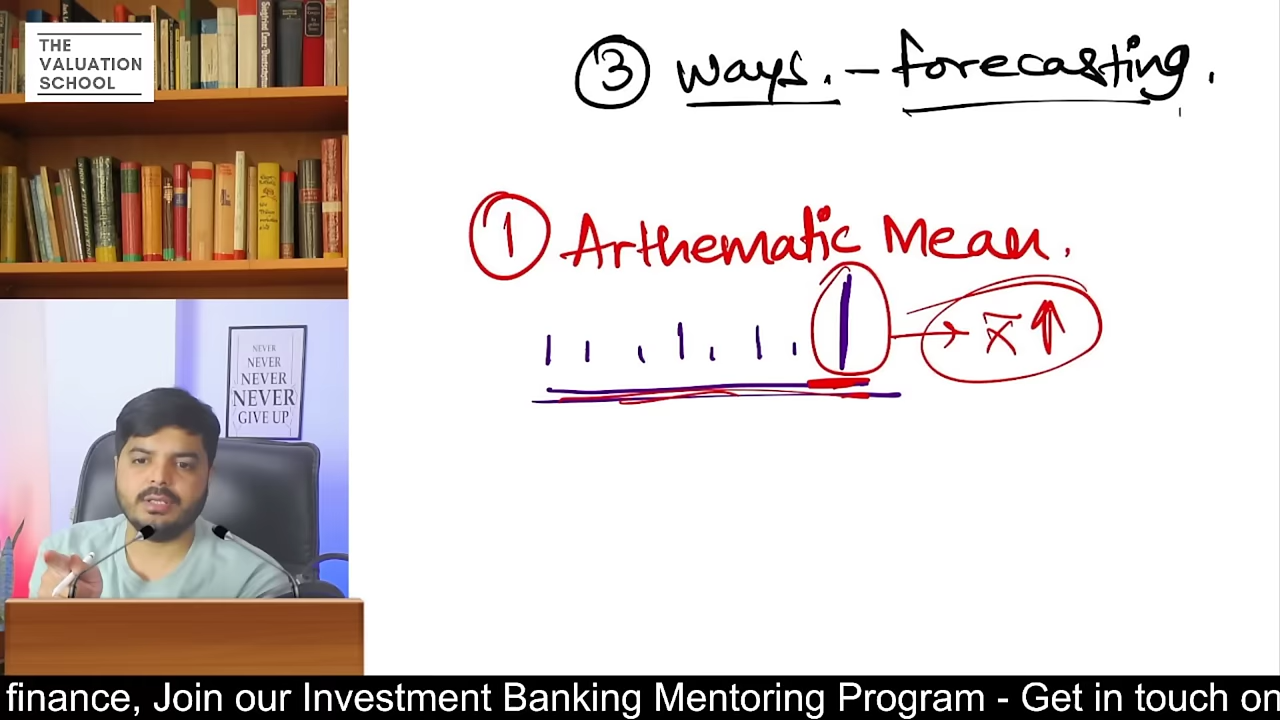 THE
VALUATION
SCHOOL
③ ways. - forecasting.
① Arthematic Mean.
x̄ ↑
NEVER
NEVER
NEVER
NEVER
GIVE UP
finance, Join our Investment Banking Mentoring Program - Get in touch on